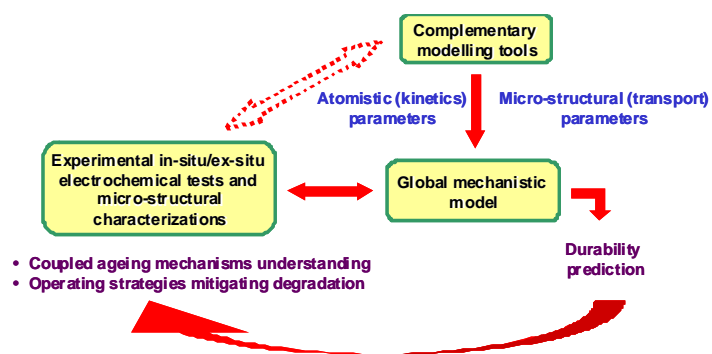 Complementary
modelling tools
Atomistic (kinetics)
parameters
Micro-structural (transport)
parameters
Experimental in-situ/ex-situ
electrochemical tests and
micro-structural
characterizations
Global mechanistic
model
Durability
prediction
• Coupled ageing mechanisms understanding
• Operating strategies mitigating degradation